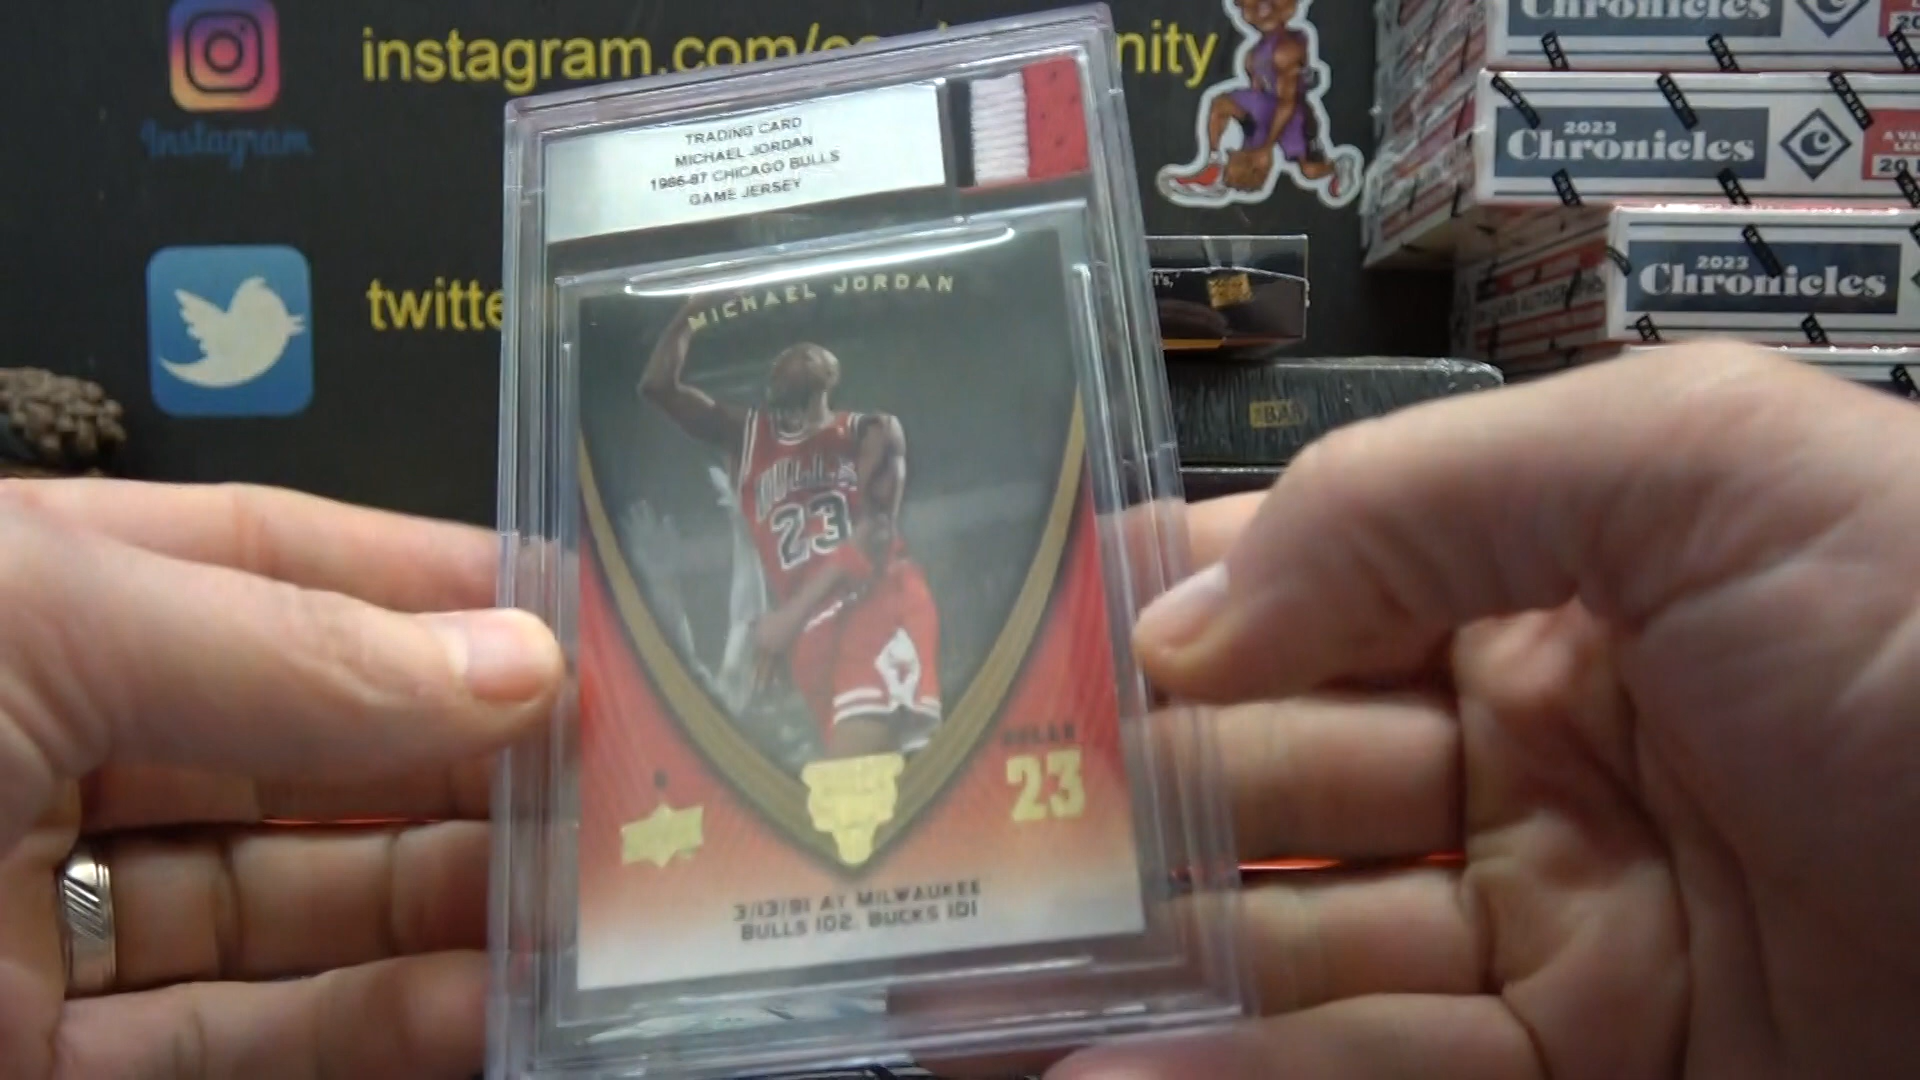 instagram.com/
nity
Instagram
TRADING CARD
MICHAEL JORDAN
1986-87 CHICAGO BULLS
GAME JERSEY
MICHAEL JORDAN
BULLS
23
23
3/13/91 AT MILWAUKEE
BULLS 102, BUCKS 101
twitte
Chronicles
2023
Chronicles
20
2023
Chronicles